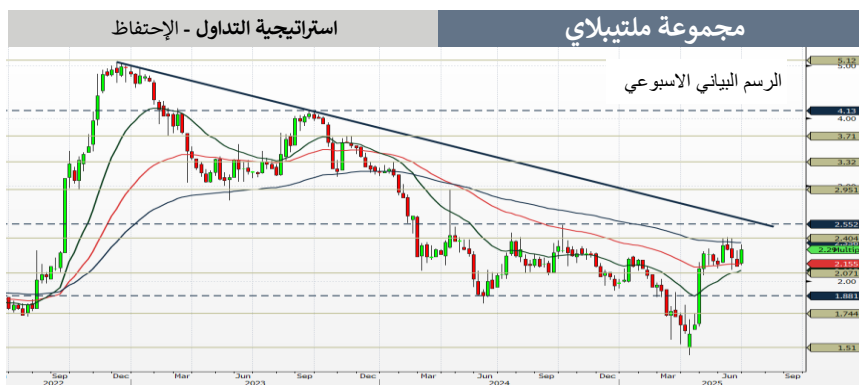 مجموعة ملتيبلاي
استراتيجية التداول - الإحتفاظ
الرسم البياني الاسبوعي
5.12
5.00
4.13
4.00
3.71
3.32
2.951
2.552
2.404
2.29Multip
2.155
2.071
2.00
1.881
1.744
1.51
Sep Dec Mar Jun Sep Dec Mar Jun Sep Dec Mar Jun Sep
2022 2023 2024 2025